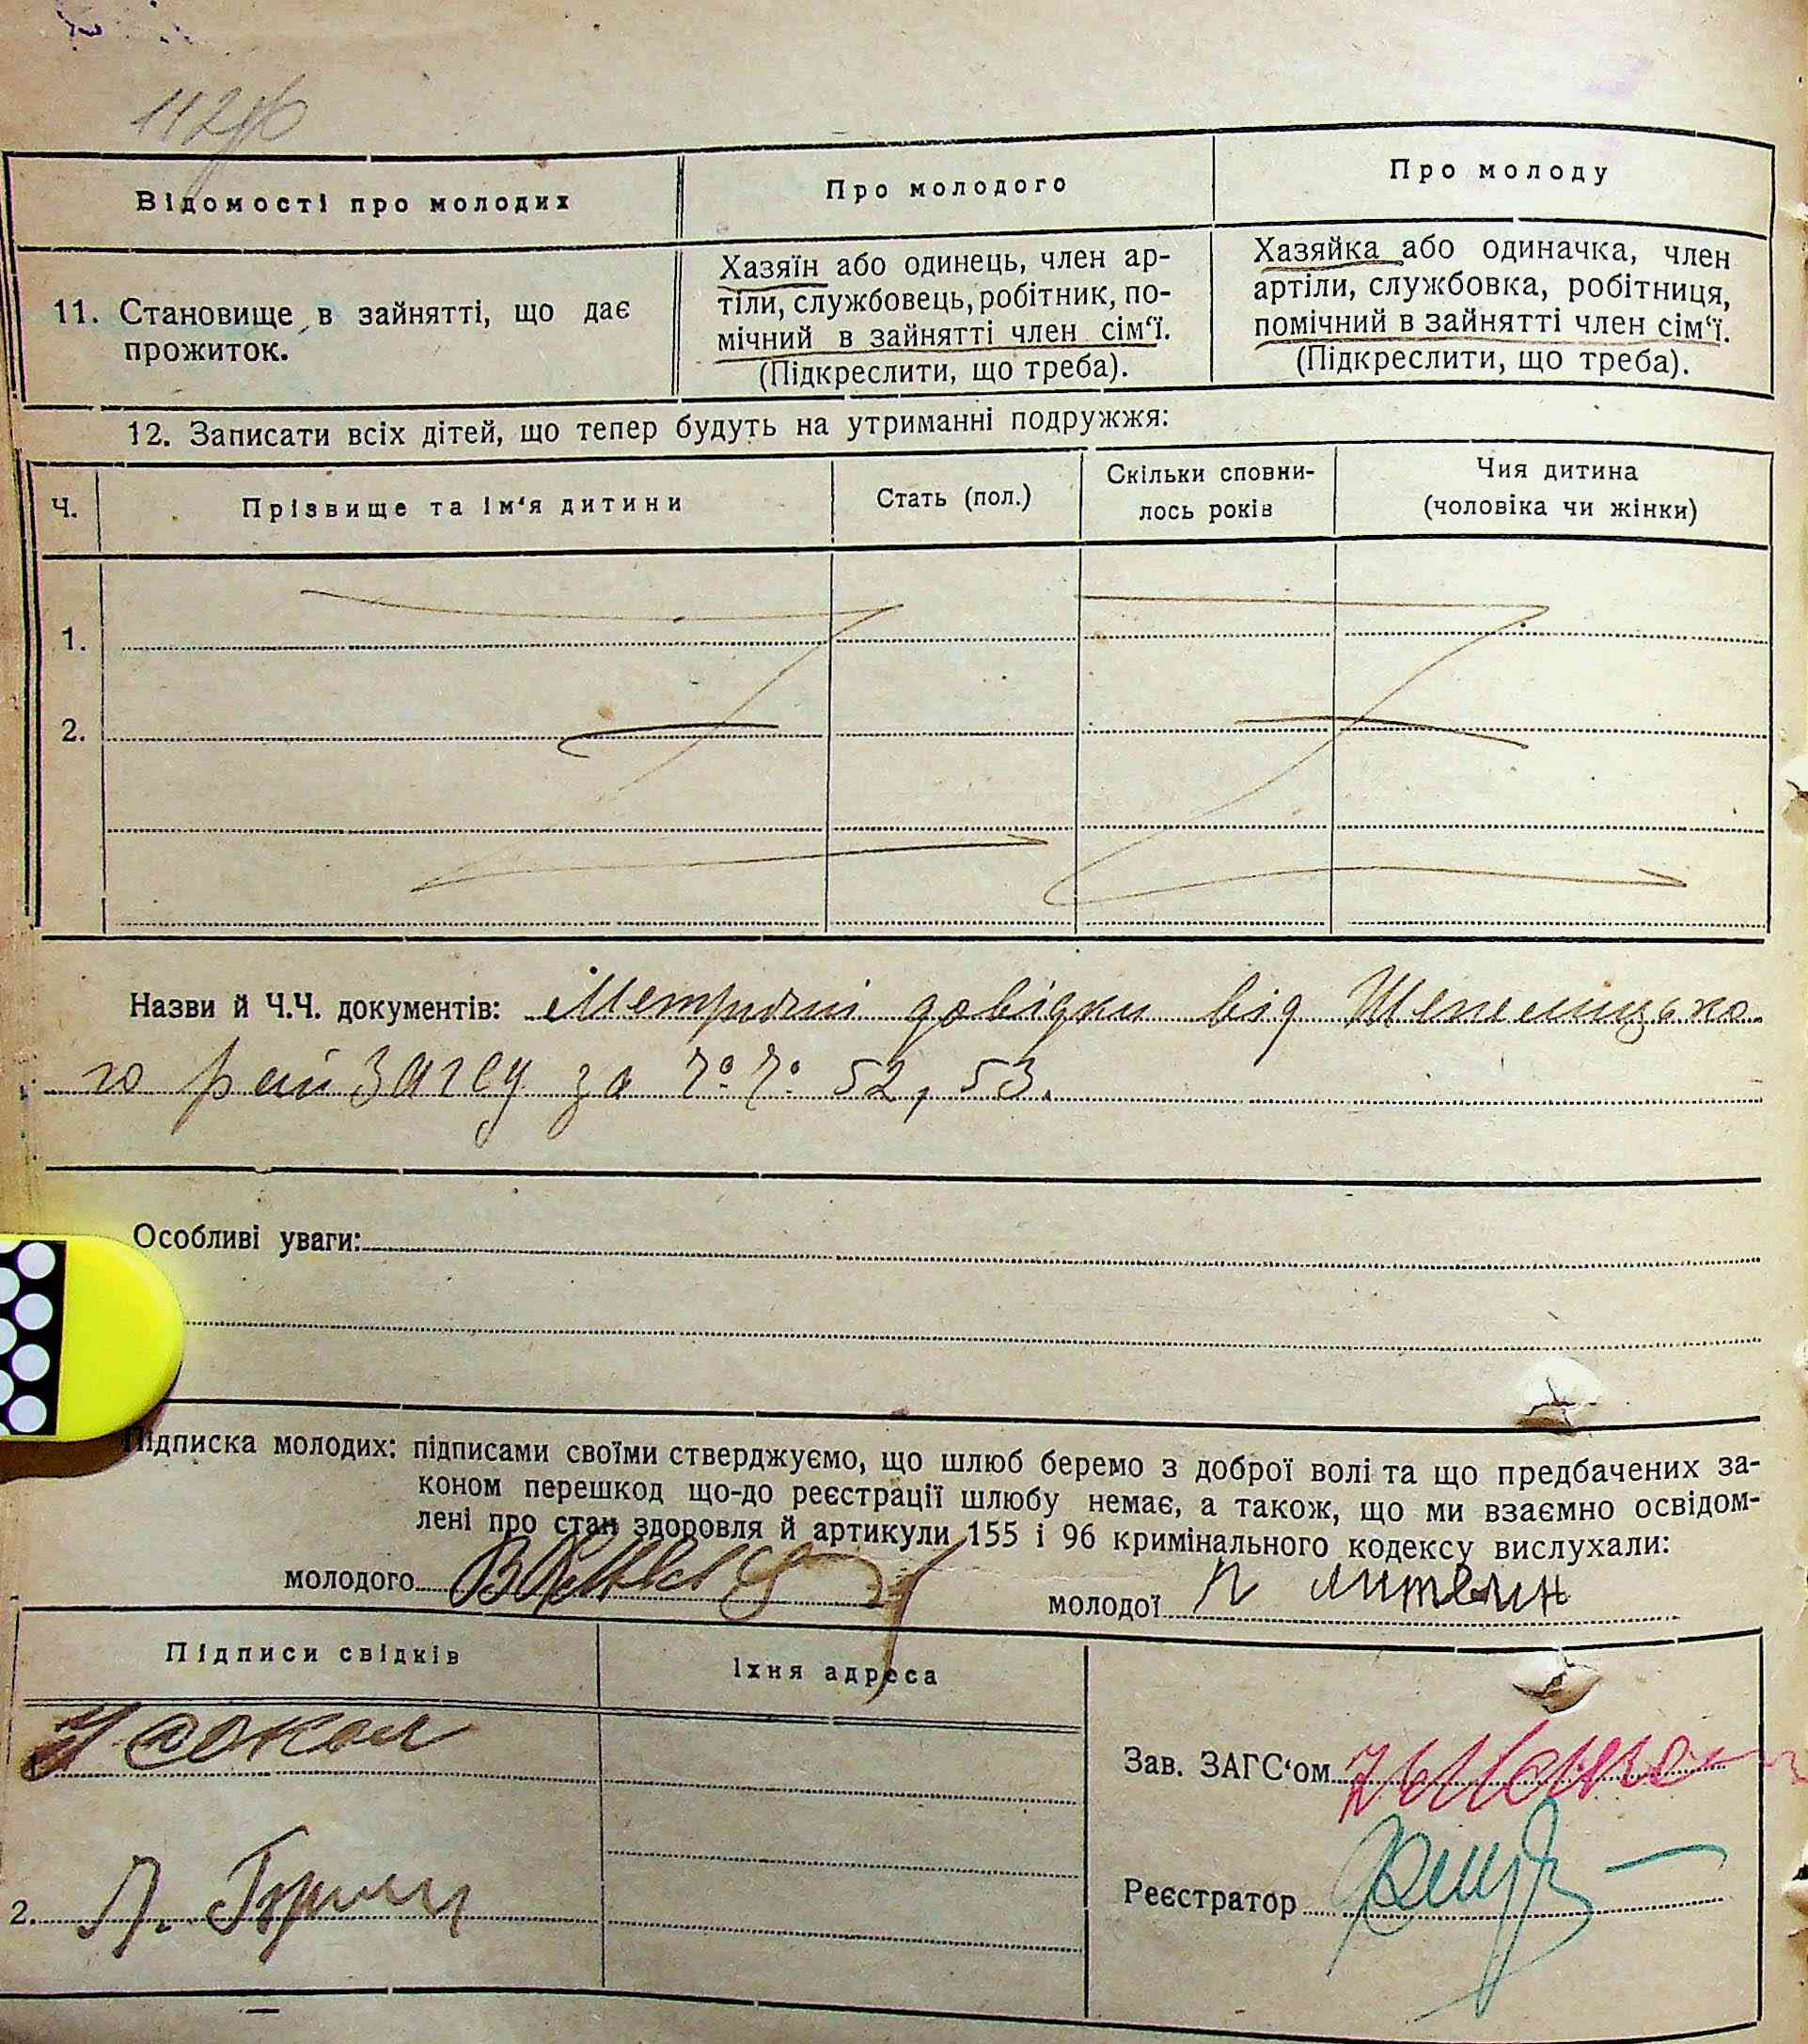 Відомості про молодих
Про молодого
Про молоду
11. Становище в зайнятті, що дає
прожиток.
Хазяїн або одинець, член ар-
тіли, службовець, робітник, по-
мічний в зайнятті член сім‘ї.
(Підкреслити, що треба).
Хазяйка або одиначка, член
артіли, службовка, робітниця,
помічний в зайнятті член сім‘ї.
(Підкреслити, що треба).
12. Записати всіх дітей, що тепер будуть на утриманні подружжя:
Ч.
Прізвище та ім‘я дитини
Стать (пол.)
Скільки сповни-
лось років
Чия дитина
(чоловіка чи жінки)
1.
2.
Назви й Ч.Ч. документів: Метричні довідки від Шепелицько
го рай Загсу за ч. ч. 52, 53.
Особливі уваги:
Підписка молодих: підписами своїми стверджуємо, що шлюб беремо з доброї волі та що предбачених за-
коном перешкод що-до реєстрації шлюбу немає, а також, що ми взаємно освідом-
лені про стан здоровля й артикули 155 і 96 кримінального кодексу вислухали:
молодого
молодої П Литвин
Підписи свідків
Їхня адреса
Сокол
2. Л.
Зав. ЗАГС‘ом
Реєстратор